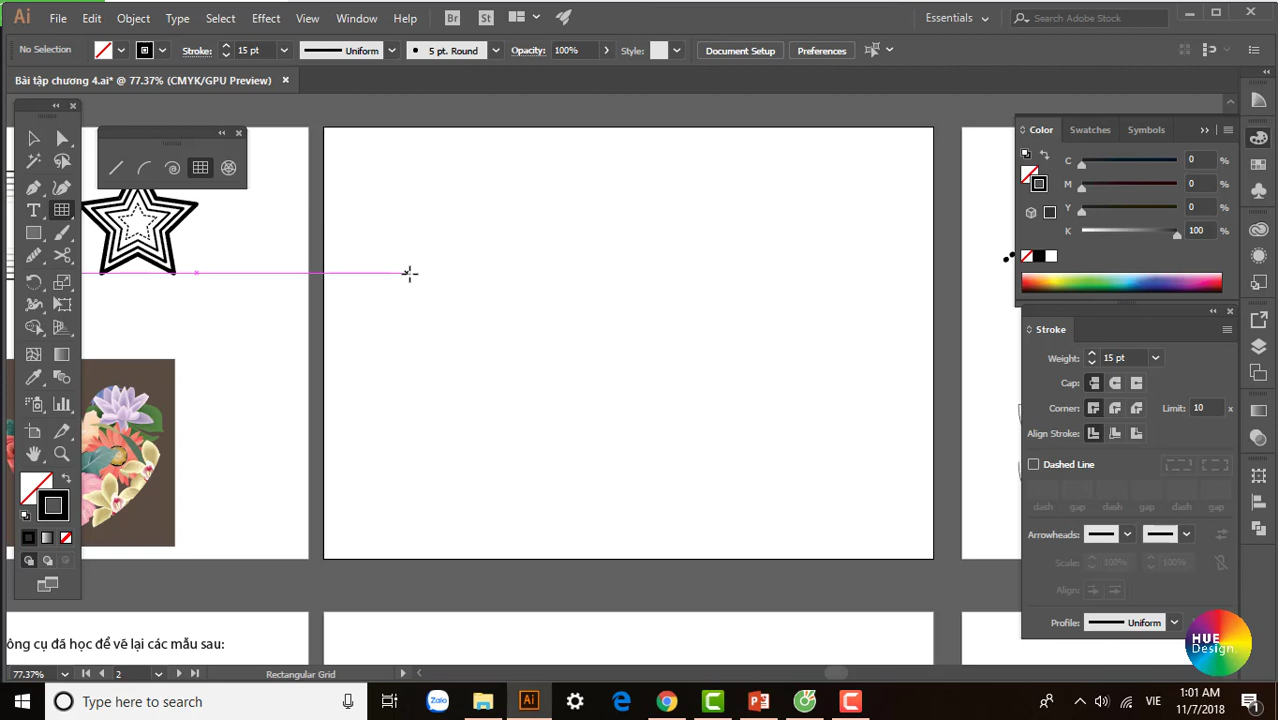 Ai File Edit Object Type Select Effect View Window Help Br St Essentials Search Adobe Stock
No Selection Stroke: 15 pt Uniform 5 pt. Round Opacity: 100% Style: Document Setup Preferences
Bài tập chương 4.ai* @ 77.37% (CMYK/GPU Preview)
Color Swatches Symbols
C 0 %
M 0 %
Y 0 %
K 100 %
Stroke
Weight: 15 pt
Cap:
Corner: Limit: 10 x
Align Stroke:
Dashed Line
dash gap dash gap dash gap
Arrowheads:
Scale: 100% 100%
Align:
Profile: Uniform
HUE
Design.
ông cụ đã học để vẽ lại các mẫu sau:
77.37% 2 Rectangular Grid
Type here to search Zalo Ai VIE 1:01 AM
11/7/2018 1